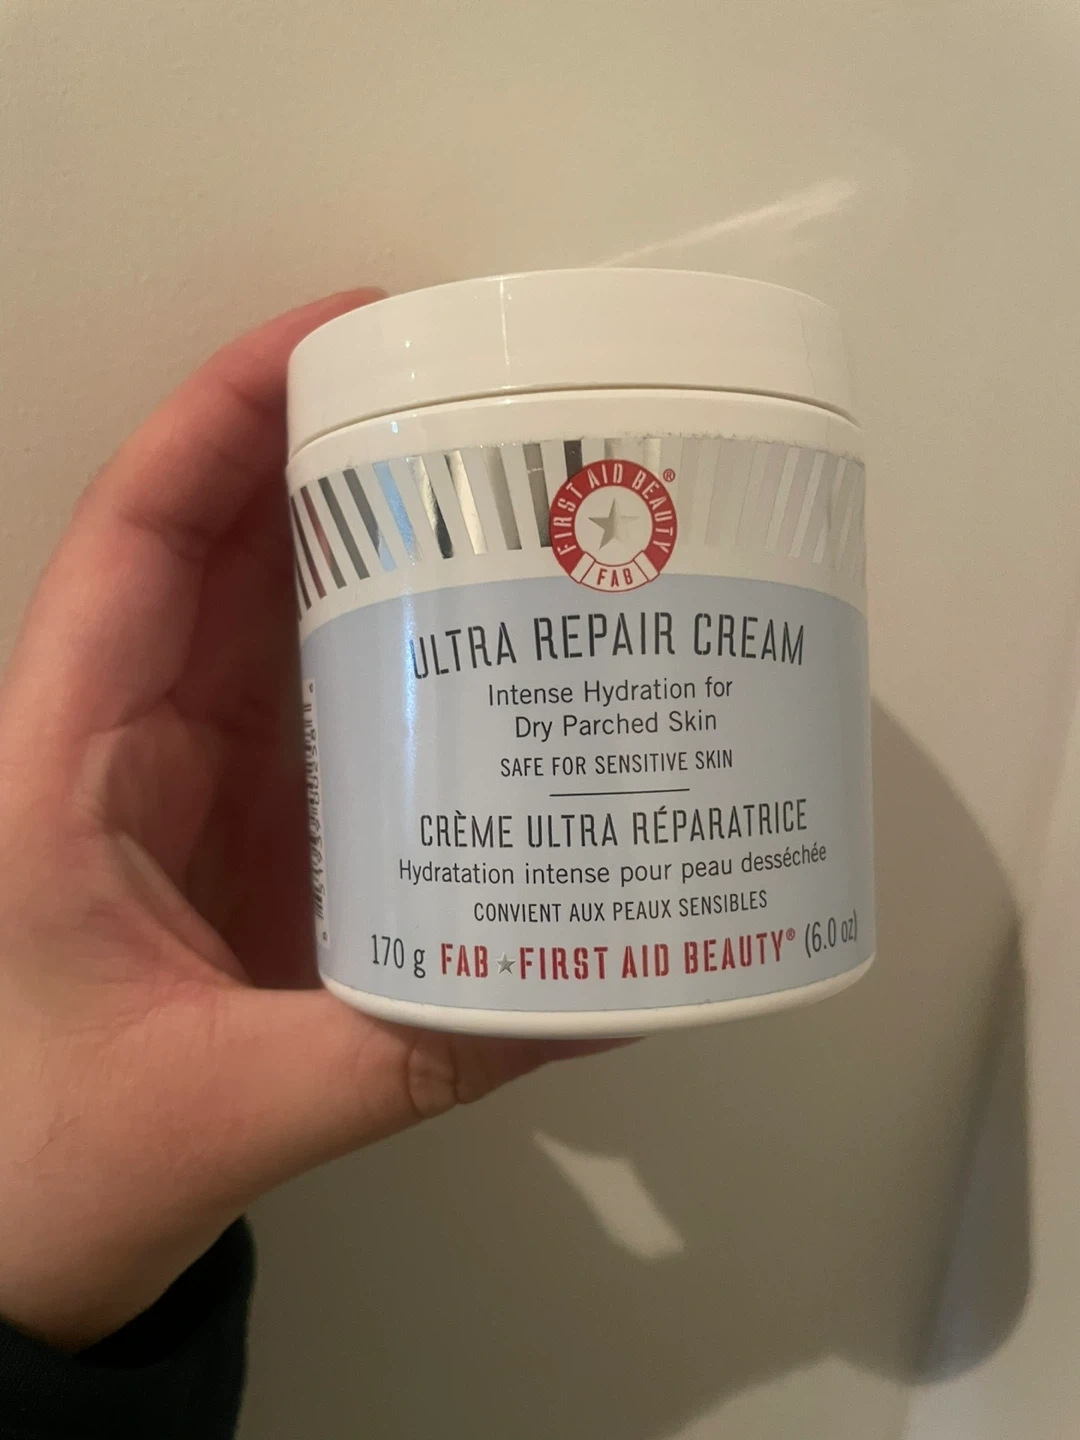 FIRST AID BEAUTY®
FAB
ULTRA REPAIR CREAM
Intense Hydration for
Dry Parched Skin
SAFE FOR SENSITIVE SKIN
CRÈME ULTRA RÉPARATRICE
Hydratation intense pour peau desséchée
CONVIENT AUX PEAUX SENSIBLES
170 g FAB★FIRST AID BEAUTY® (6.0 oz)